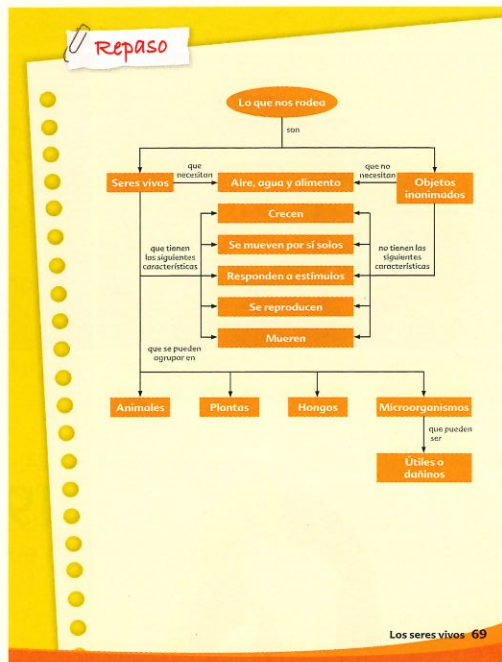 Repaso
Lo que nos rodea
son
que
necesitan
que no
necesitan
Seres vivos
Aire, agua y alimento
Objetos
inanimados
Crecen
que tienen
las siguientes
características
Se mueven por sí solos
no tienen las
siguientes
características
Responden a estímulos
Se reproducen
Mueren
que se pueden
agrupar en
Animales
Plantas
Hongos
Microorganismos
que pueden
ser
Útiles o
dañinos
Los seres vivos 69